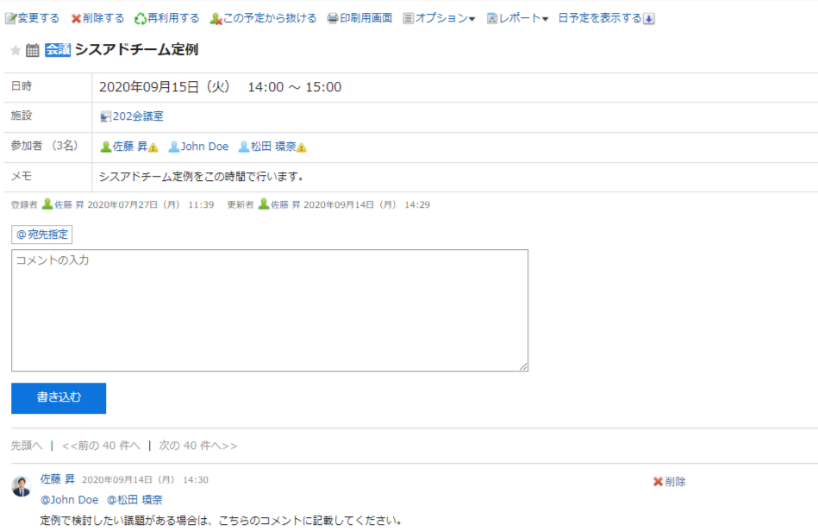 変更する 削除する 再利用する この予定から抜ける 印刷用画面 オプション▼ レポート▼ 日予定を表示する
会議 シスアドチーム定例
日時 2020年09月15日（火） 14:00 ～ 15:00
施設 202会議室
参加者 （3名） 佐藤 昇 John Doe 松田 環奈
メモ シスアドチーム定例をこの時間で行います。
登録者 佐藤 昇 2020年07月27日（月） 11:39 更新者 佐藤 昇 2020年09月14日（月） 14:29
@宛先指定
コメントの入力
書き込む
先頭へ | <<前の 40 件へ | 次の 40 件へ>>
佐藤 昇 2020年09月14日（月） 14:30 削除
@John Doe @松田 環奈
定例で検討したい議題がある場合は、こちらのコメントに記載してください。